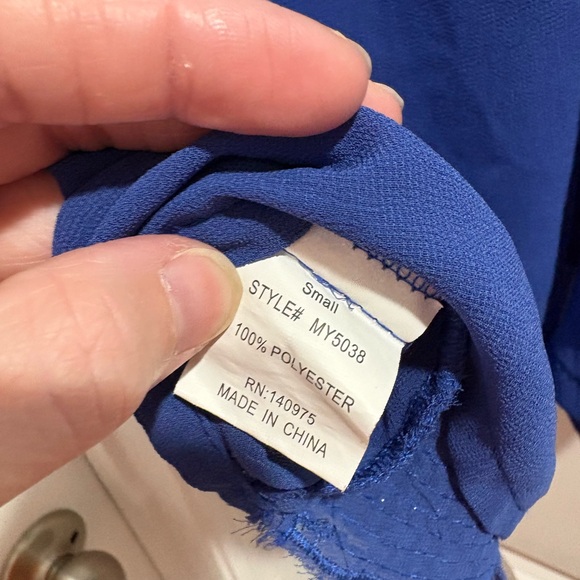 Small
STYLE# MY5038
100% POLYESTER
RN:140975
MADE IN CHINA